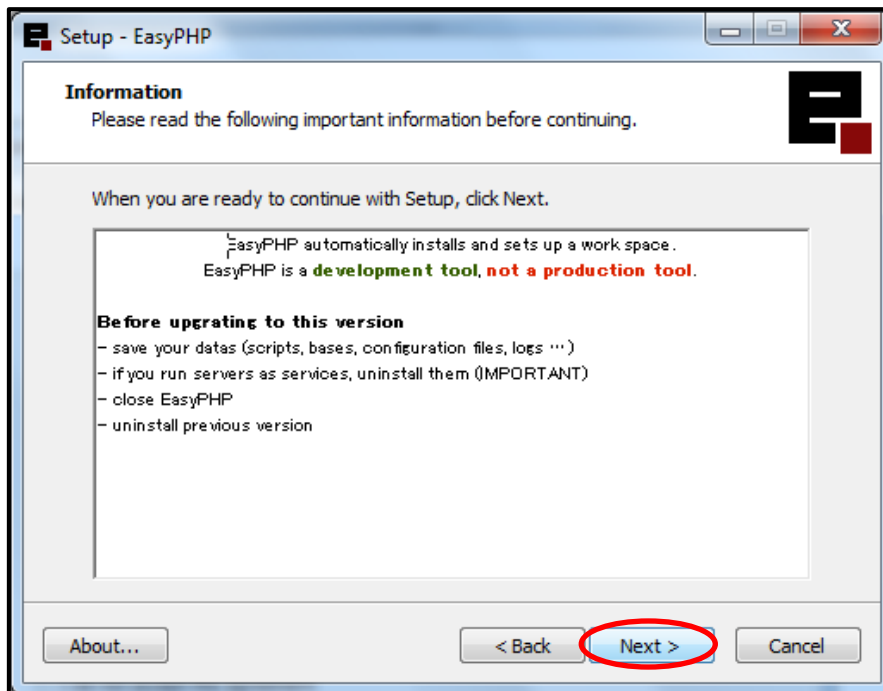 Setup - EasyPHP
Information
Please read the following important information before continuing.
When you are ready to continue with Setup, click Next.
EasyPHP automatically installs and sets up a work space.
EasyPHP is a development tool, not a production tool.
Before upgrating to this version
- save your datas (scripts, bases, configuration files, logs ...)
- if you run servers as services, uninstall them (IMPORTANT)
- close EasyPHP
- uninstall previous version
About...
< Back
Next >
Cancel